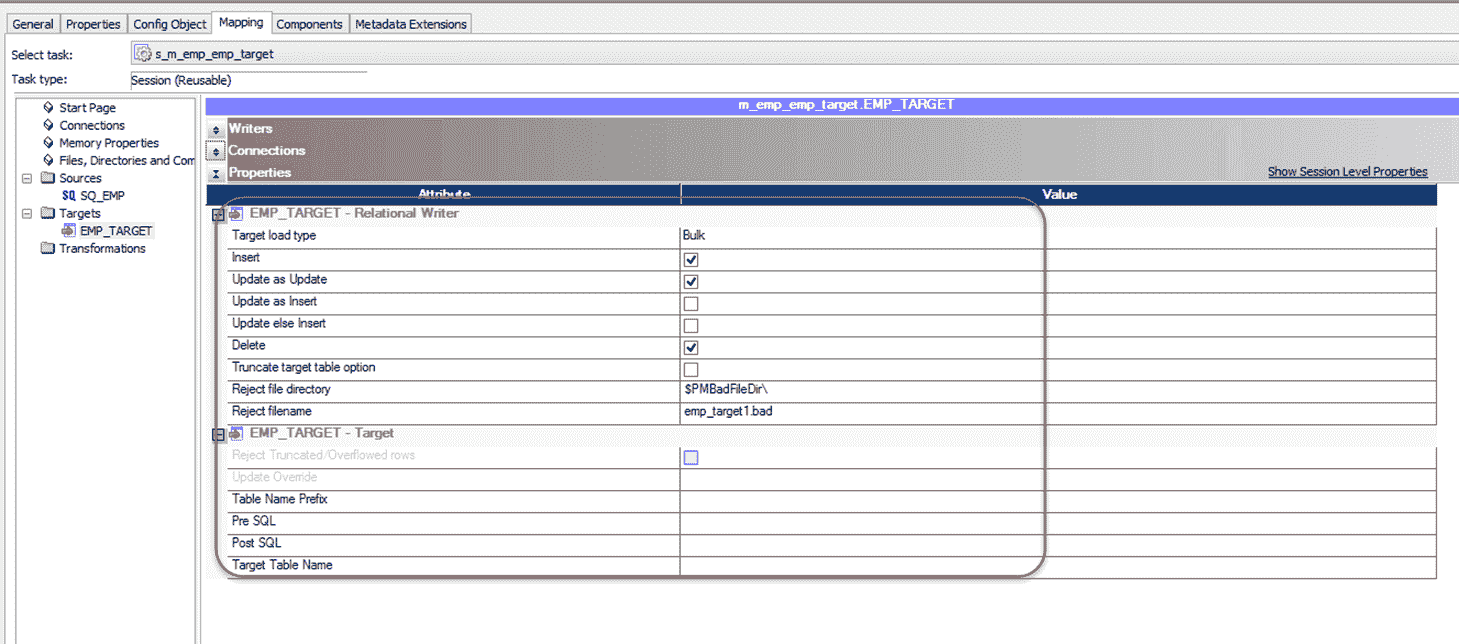 General Properties Config Object Mapping Components Metadata Extensions
Select task: s_m_emp_emp_target
Task type: Session (Reusable)
Start Page
Connections
Memory Properties
Files, Directories and Com
Sources
SQ SQ_EMP
Targets
EMP_TARGET
Transformations
m_emp_emp_target.EMP_TARGET
Writers
Connections
Properties Show Session Level Properties
Attribute Value
EMP_TARGET - Relational Writer
Target load type Bulk
Insert
Update as Update
Update as Insert
Update else Insert
Delete
Truncate target table option
Reject file directory $PMBadFileDir\
Reject filename emp_target1.bad
EMP_TARGET - Target
Reject Truncated/Overflowed rows
Update Override
Table Name Prefix
Pre SQL
Post SQL
Target Table Name